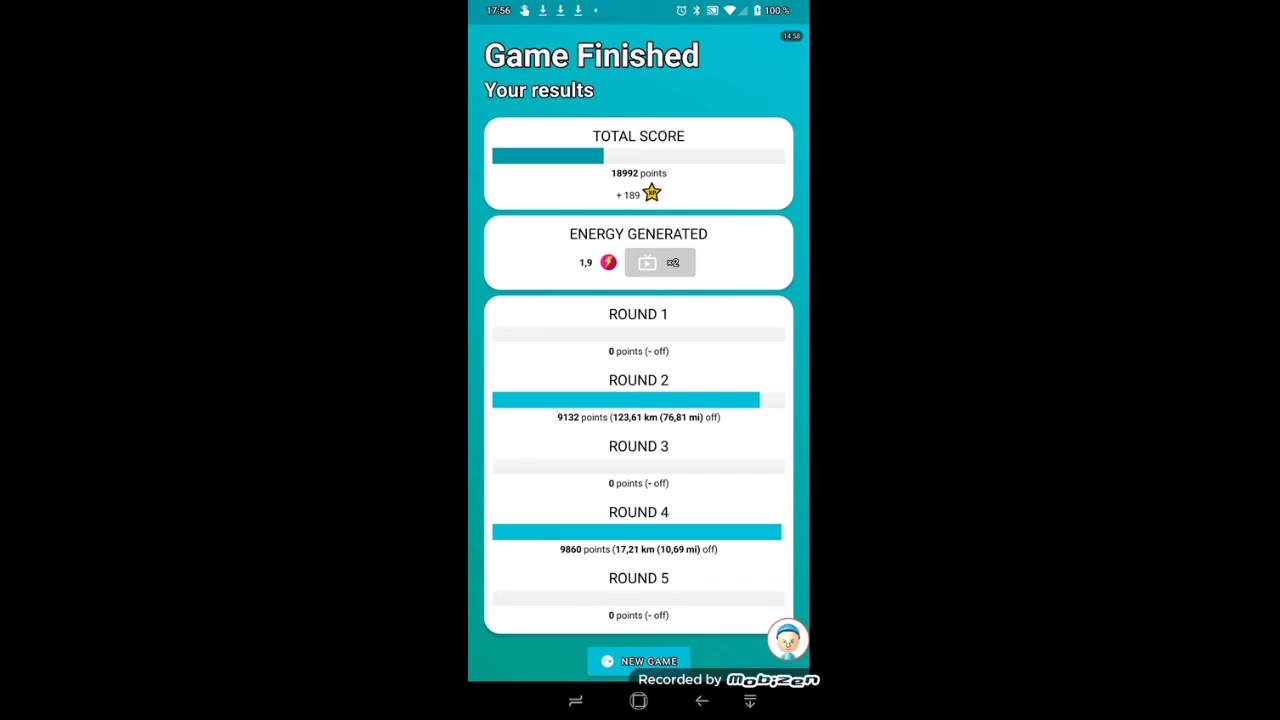 17:56
100 %
14:58
Game Finished
Your results
TOTAL SCORE
18992 points
+ 189 XP
ENERGY GENERATED
1,9
x2
ROUND 1
0 points (- off)
ROUND 2
9132 points (123,61 km (76,81 mi) off)
ROUND 3
0 points (- off)
ROUND 4
9860 points (17,21 km (10,69 mi) off)
ROUND 5
0 points (- off)
NEW GAME
Recorded by Mobizen